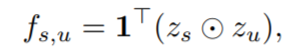 f_{s,u} = \mathbf{1}^\top (z_s \odot z_u),